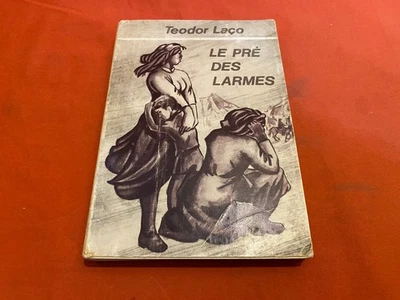 Teodor Laço
LE PRÉ
DES
LARMES